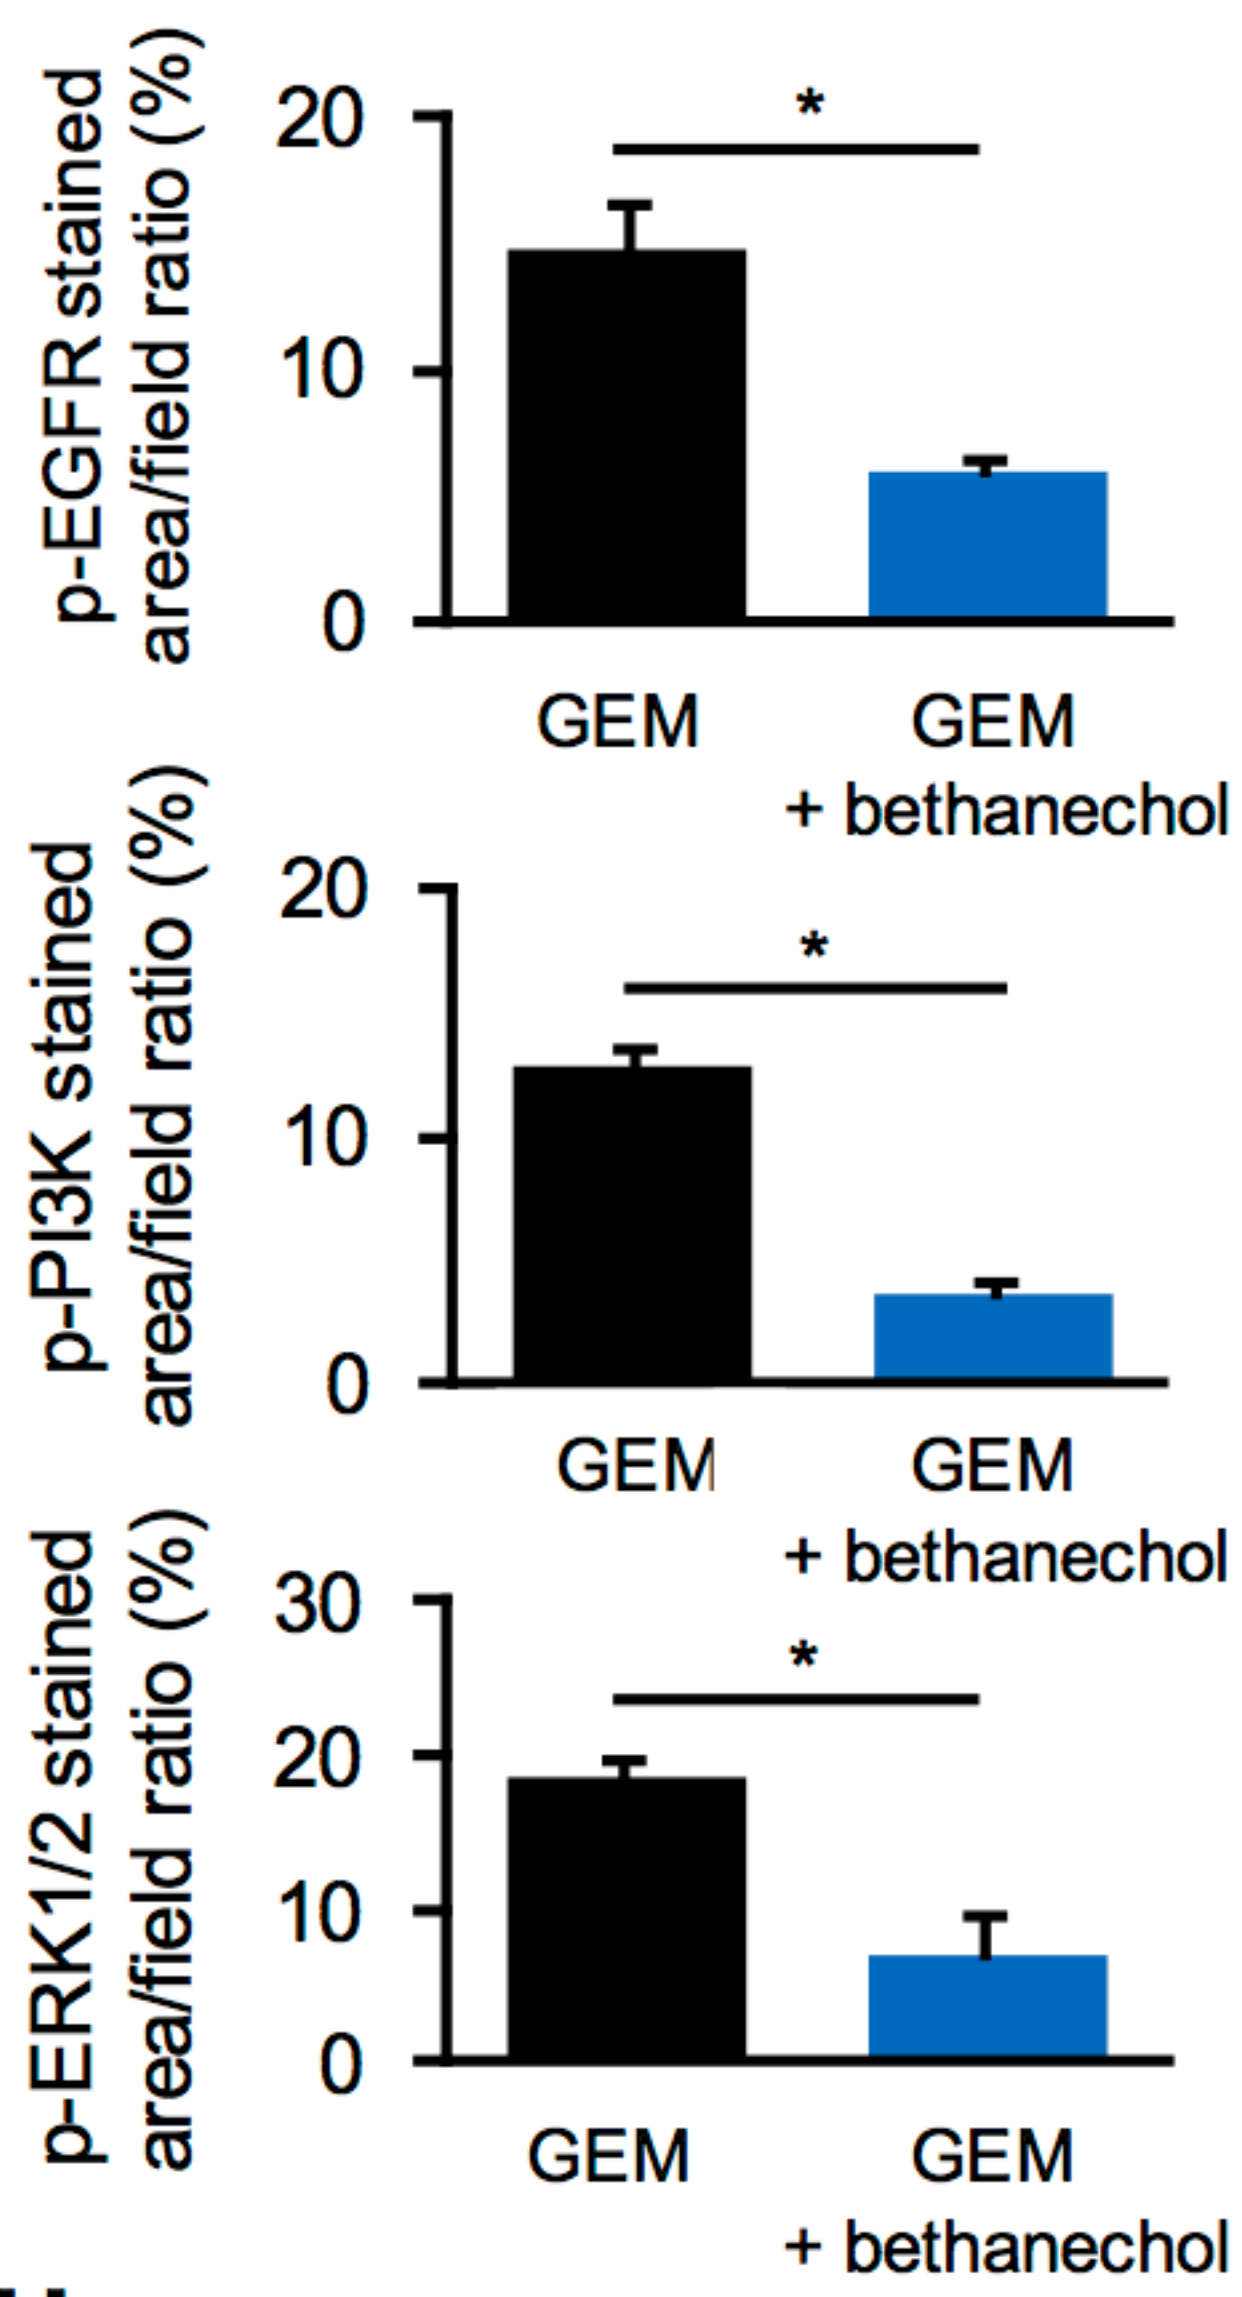 p-EGFR stained
area/field ratio (%)
20
*
10
0
GEM
GEM
+ bethanechol
p-PI3K stained
area/field ratio (%)
20
*
10
0
GEM
GEM
+ bethanechol
p-ERK1/2 stained
area/field ratio (%)
30
*
20
10
0
GEM
GEM
+ bethanechol